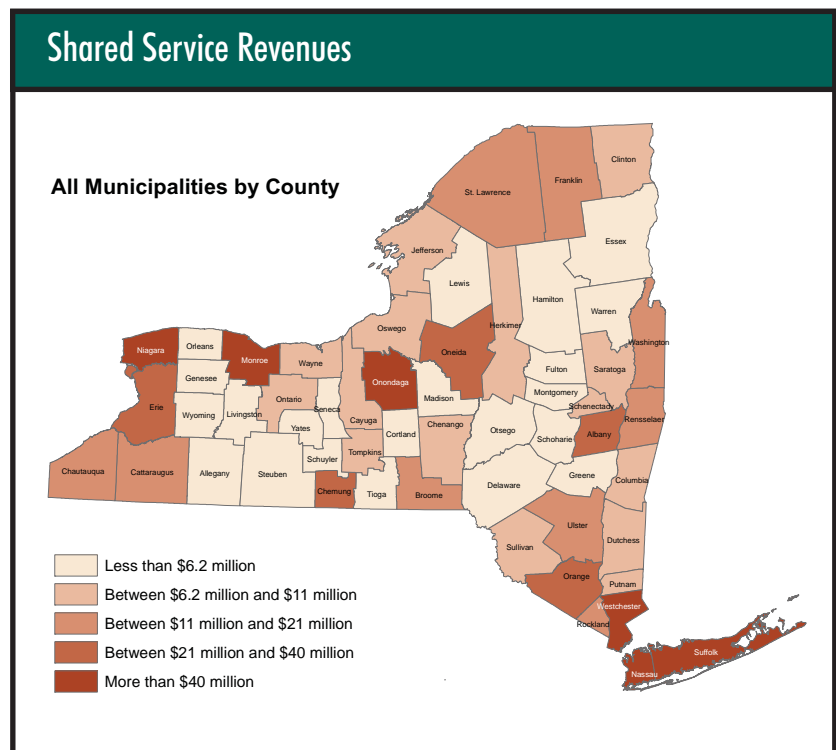 Shared Service Revenues
All Municipalities by County
Clinton
Franklin
St. Lawrence
Essex
Jefferson
Lewis
Hamilton
Warren
Herkimer
Oswego
Washington
Oneida
Niagara
Orleans
Monroe
Wayne
Fulton
Saratoga
Genesee
Onondaga
Montgomery
Madison
Ontario
Erie
Seneca
Schenectady
Wyoming
Livingston
Cayuga
Chenango
Rensselaer
Yates
Otsego
Cortland
Albany
Schoharie
Tompkins
Schuyler
Chautauqua
Cattaraugus
Allegany
Steuben
Greene
Columbia
Delaware
Chemung
Tioga
Broome
Ulster
Dutchess
Sullivan
Orange
Putnam
Westchester
Rockland
Suffolk
Nassau
Less than $6.2 million
Between $6.2 million and $11 million
Between $11 million and $21 million
Between $21 million and $40 million
More than $40 million